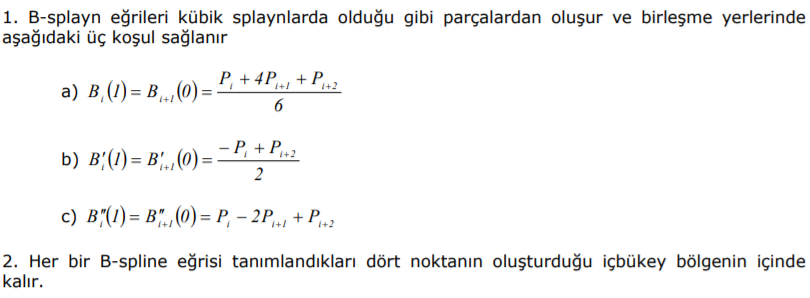 1. B-splayn eğrileri kübik splaynlarda olduğu gibi parçalardan oluşur ve birleşme yerlerinde
aşağıdaki üç koşul sağlanır
a) B_i(1) = B_{i+1}(0) = \frac{P_i + 4P_{i+1} + P_{i+2}}{6}
b) B'_i(1) = B'_{i+1}(0) = \frac{-P_i + P_{i+2}}{2}
c) B''_i(1) = B''_{i+1}(0) = P_i - 2P_{i+1} + P_{i+2}
2. Her bir B-spline eğrisi tanımlandıkları dört noktanın oluşturduğu içbükey bölgenin içinde
kalır.